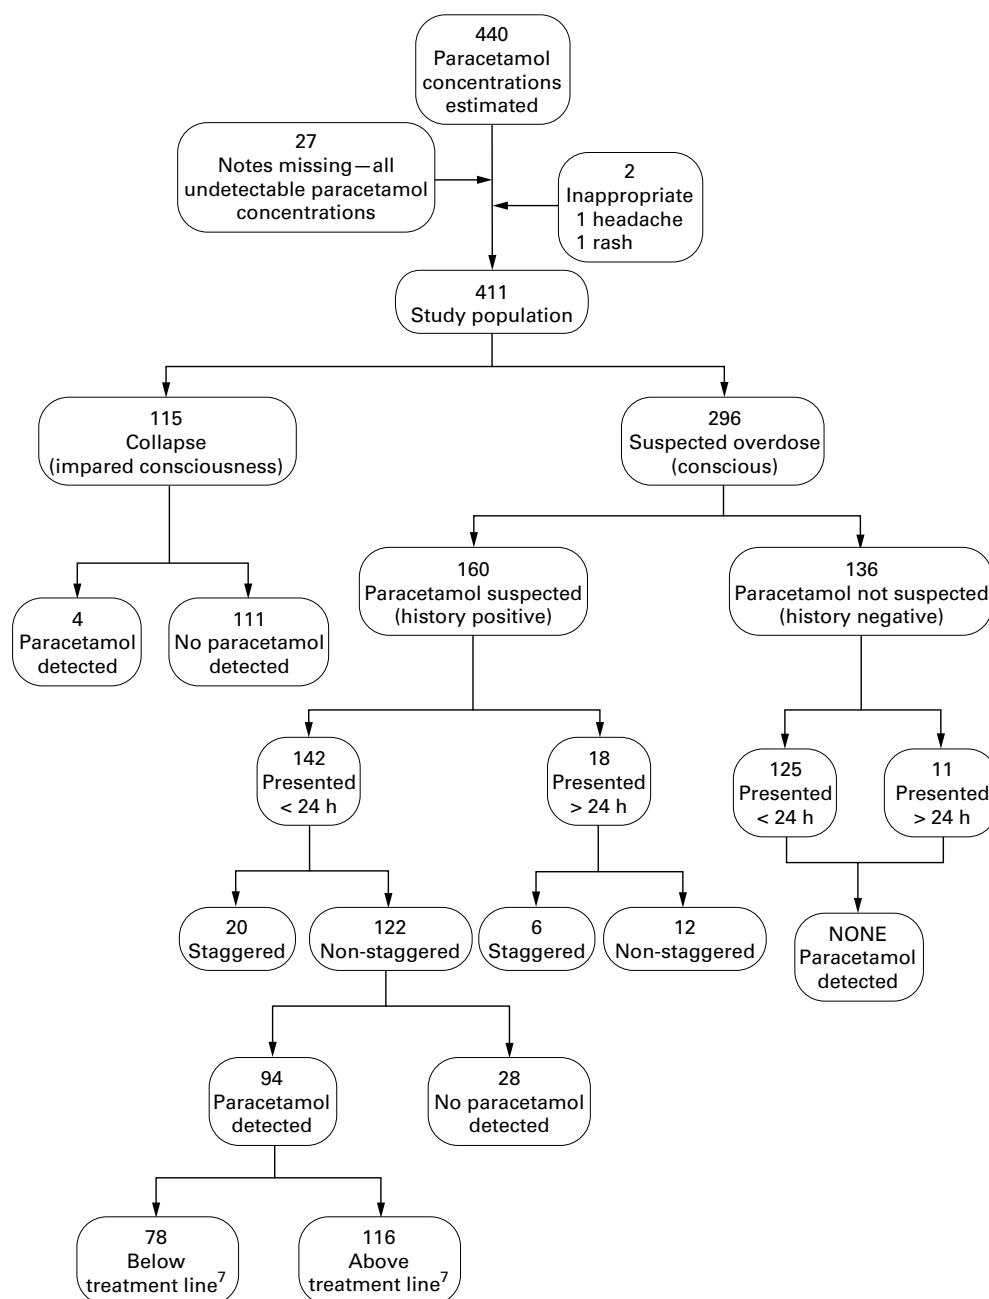 440
Paracetamol
concentrations
estimated
27
Notes missing—all
undetectable paracetamol
concentrations
2
Inappropriate
1 headache
1 rash
411
Study population
115
Collapse
(impared consciousness)
296
Suspected overdose
(conscious)
160
Paracetamol suspected
(history positive)
136
Paracetamol not suspected
(history negative)
4
Paracetamol
detected
111
No paracetamol
detected
142
Presented
< 24 h
18
Presented
> 24 h
125
Presented
< 24 h
11
Presented
> 24 h
20
Staggered
122
Non-staggered
6
Staggered
12
Non-staggered
NONE
Paracetamol
detected
94
Paracetamol
detected
28
No paracetamol
detected
78
Below
treatment line⁷
116
Above
treatment line⁷